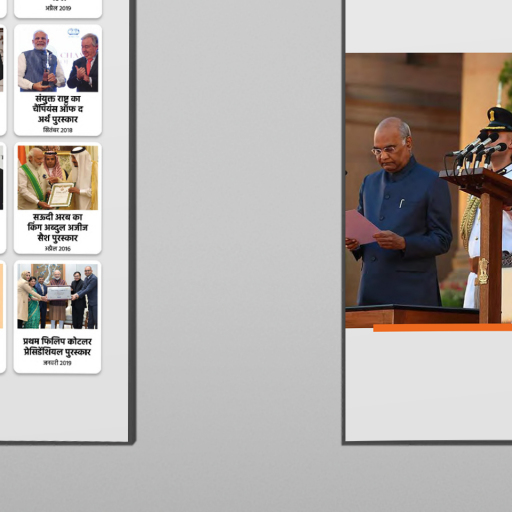 अप्रैल 2019
संयुक्त राष्ट्र का
चैंपियंस ऑफ द
अर्थ पुरस्कार
सितंबर 2018
सऊदी अरब का
किंग अब्दुल अजीज
सैश पुरस्कार
अप्रैल 2016
प्रथम फिलिप कोटलर
प्रेसिडेंशियल पुरस्कार
जनवरी 2019